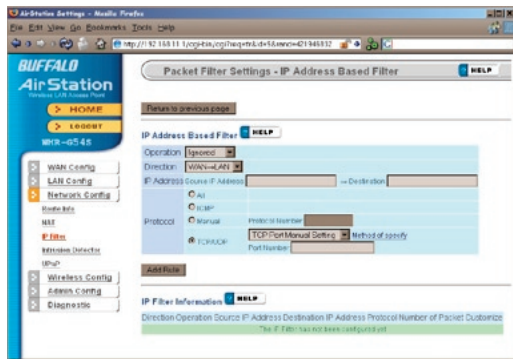 AirStation Settings - Mozilla Firefox
File Edit View Go Bookmarks Tools Help
BUFFALO
AirStation
Wireless LAN Access Point
HOME
LOGOUT
WHR-G54S
WAN Config
LAN Config
Network Config
Route Info
NAT
IP Filter
Intrusion Detector
UPnP
Wireless Config
Admin Config
Diagnostic
Packet Filter Settings - IP Address Based Filter
HELP
Return to previous page
IP Address Based Filter HELP
Operation Ignored
Direction WAN->LAN
IP Address Source IP Address Destination
All
ICMP
Protocol Manual Protocol Number
TCP/UDP TCP Port Manual Setting Method of specify
Port Number
Add Rule
IP Filter Information HELP
Direction Operation Source IP Address Destination IP Address Protocol Number of Packet Customize
The IP Filter has not been configured yet